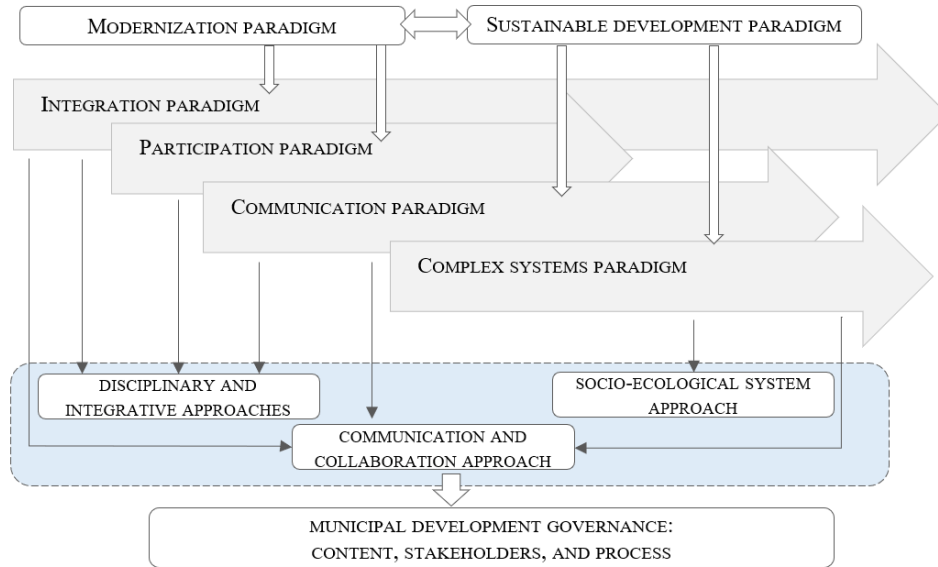 MODERNIZATION PARADIGM
SUSTAINABLE DEVELOPMENT PARADIGM
INTEGRATION PARADIGM
PARTICIPATION PARADIGM
COMMUNICATION PARADIGM
COMPLEX SYSTEMS PARADIGM
DISCIPLINARY AND
INTEGRATIVE APPROACHES
SOCIO-ECOLOGICAL SYSTEM
APPROACH
COMMUNICATION AND
COLLABORATION APPROACH
MUNICIPAL DEVELOPMENT GOVERNANCE:
CONTENT, STAKEHOLDERS, AND PROCESS